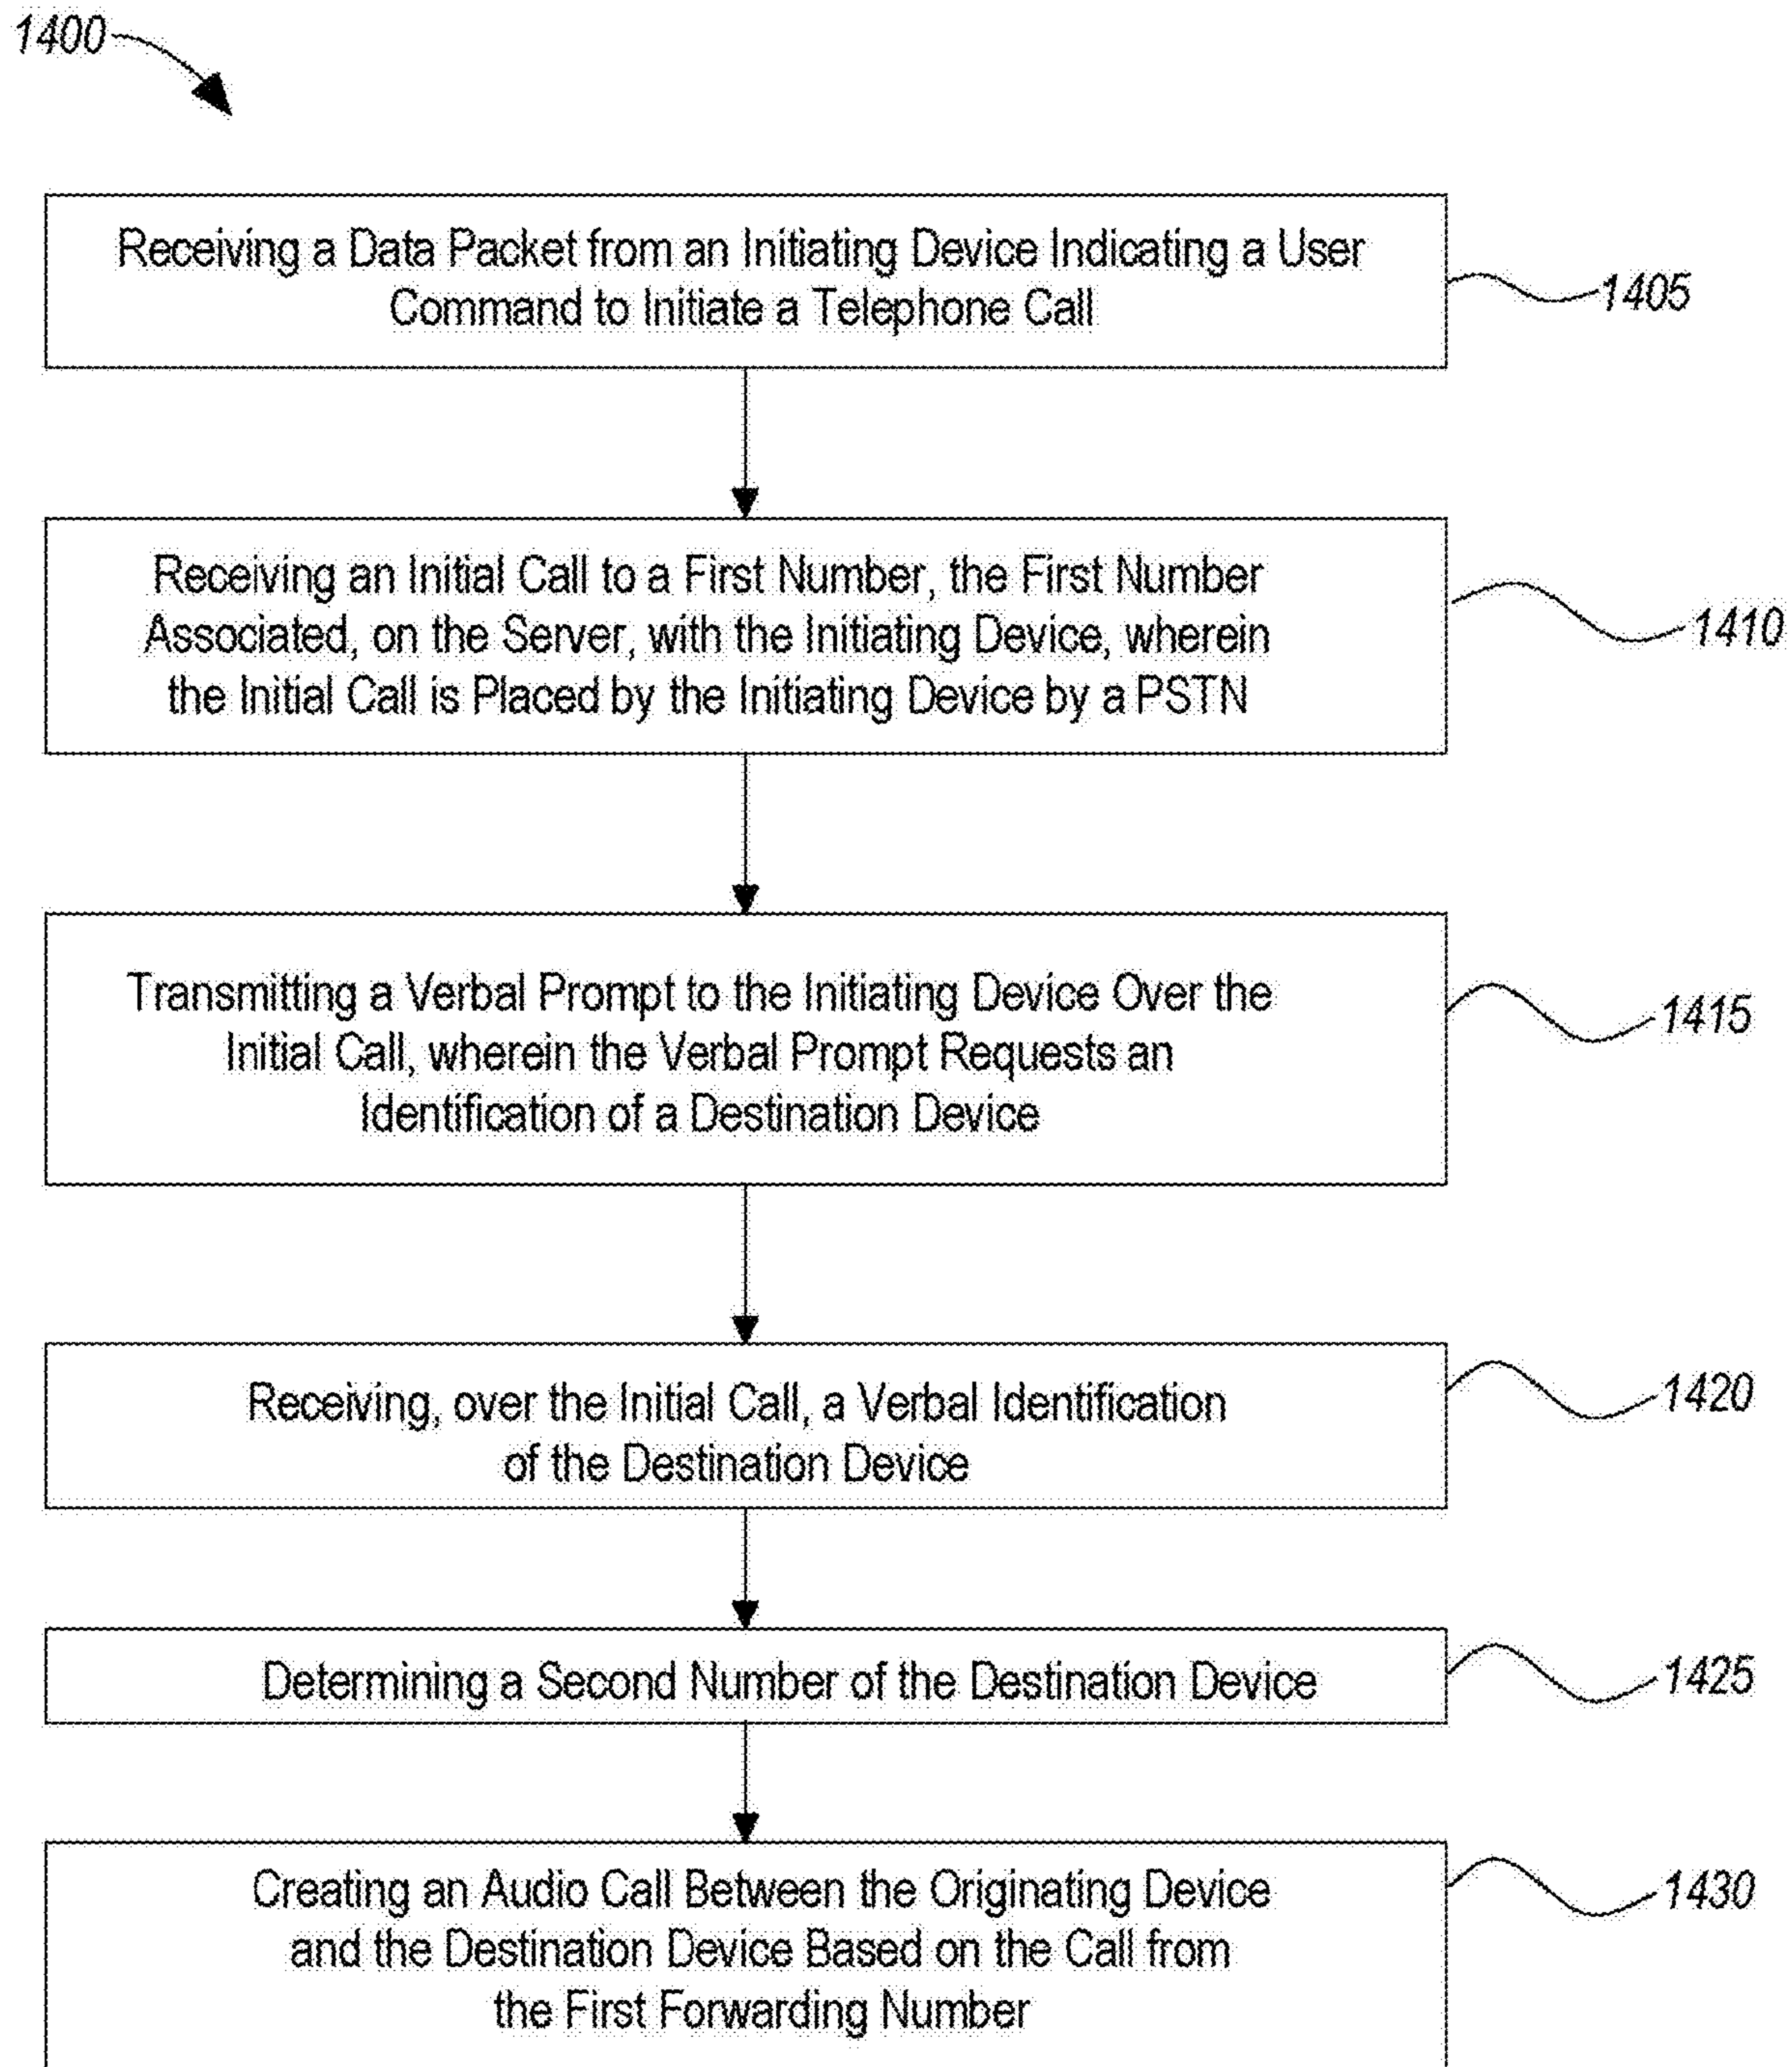 1400
Receiving a Data Packet from an Initiating Device Indicating a User
Command to Initiate a Telephone Call
1405
Receiving an Initial Call to a First Number, the First Number
Associated, on the Server, with the Initiating Device, wherein
the Initial Call is Placed by the Initiating Device by a PSTN
1410
Transmitting a Verbal Prompt to the Initiating Device Over the
Initial Call, wherein the Verbal Prompt Requests an
Identification of a Destination Device
1415
Receiving, over the Initial Call, a Verbal Identification
of the Destination Device
1420
Determining a Second Number of the Destination Device
1425
Creating an Audio Call Between the Originating Device
and the Destination Device Based on the Call from
the First Forwarding Number
1430